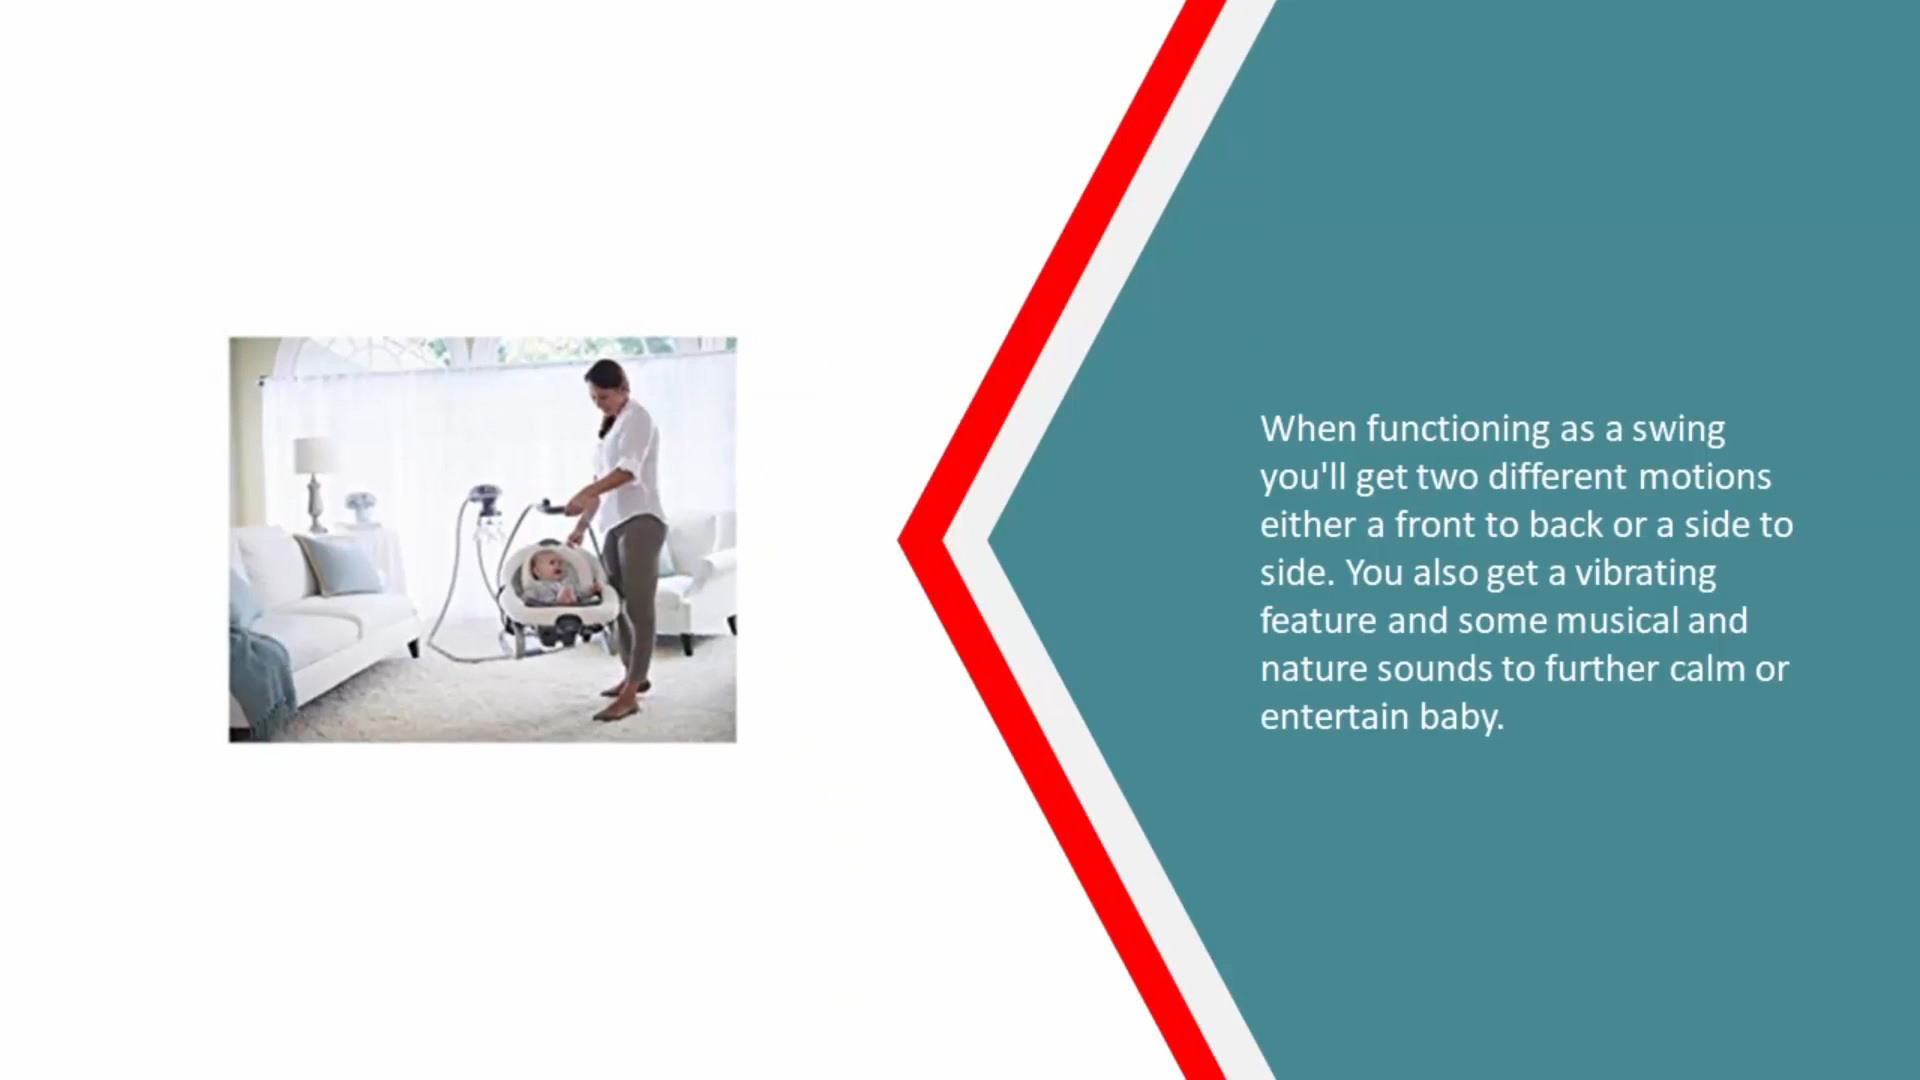 When functioning as a swing
you'll get two different motions
either a front to back or a side to
side. You also get a vibrating
feature and some musical and
nature sounds to further calm or
entertain baby.